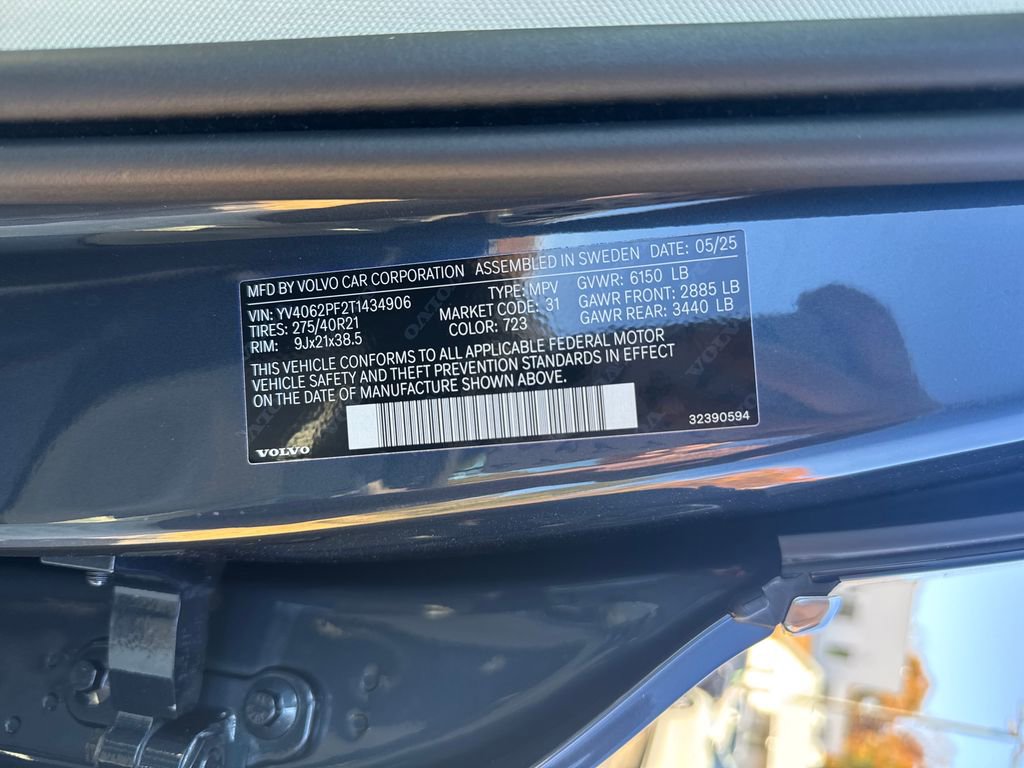 MFD BY VOLVO CAR CORPORATION ASSEMBLED IN SWEDEN DATE: 05/25
VIN: YV4062PF2T1434906 TYPE: MPV GVWR: 6150 LB
TIRES: 275/40R21 MARKET CODE: 31 GAWR FRONT: 2885 LB
RIM: 9Jx21x38.5 COLOR: 723 GAWR REAR: 3440 LB
THIS VEHICLE CONFORMS TO ALL APPLICABLE FEDERAL MOTOR
VEHICLE SAFETY AND THEFT PREVENTION STANDARDS IN EFFECT
ON THE DATE OF MANUFACTURE SHOWN ABOVE.
VOLVO 32390594